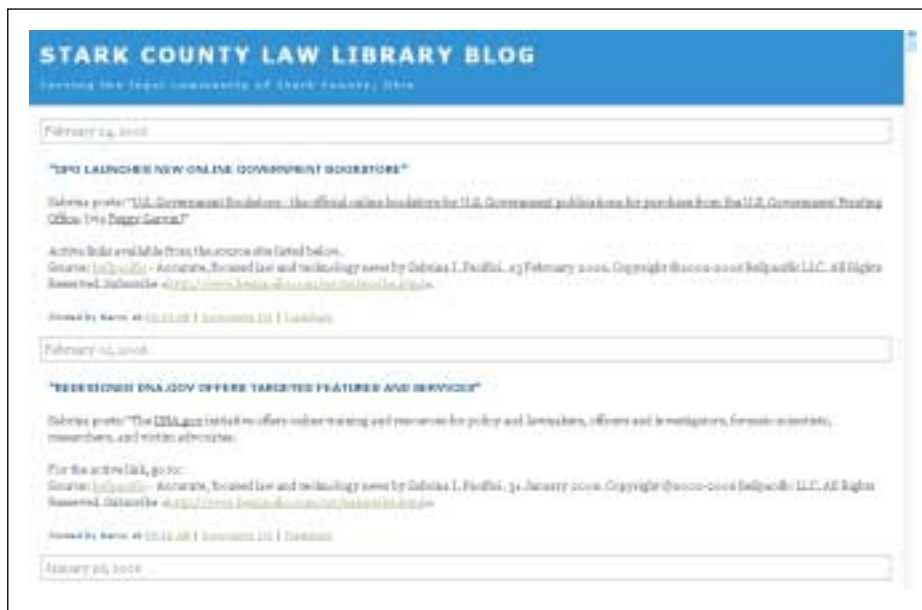 STARK COUNTY LAW LIBRARY BLOG
Serving the legal community of Stark County, Ohio
February 24, 2006
"GPO LAUNCHES NEW ONLINE GOVERNMENT BOOKSTORE"
Sabrina posts: "U.S. Government Bookstore - the official online bookstore for U.S. Government publications for purchase from the U.S. Government Printing
Office. (via Peggy Garvin)"
Active links available from the source site listed below.
Source: beSpacific - Accurate, focused law and technology news by Sabrina I. Pacifici. 23 February 2006. Copyright ©2002-2006 beSpacific LLC. All Rights
Reserved. Subscribe
Posted by at | |
February 2006
"REDESIGNED DNA.GOV OFFERS TARGETED FEATURES AND SERVICES"
Sabrina posts: "The DNA.gov initiative offers online training and resources for policy and lawmakers, officers and investigators, forensic scientists,
researchers, and victim advocates.
For the active link, go to:
Source: beSpacific - Accurate, focused law and technology news by Sabrina I. Pacifici. 31 January 2006. Copyright ©2002-2006 beSpacific LLC. All Rights
Reserved. Subscribe
Posted by at | |
January 26, 2006